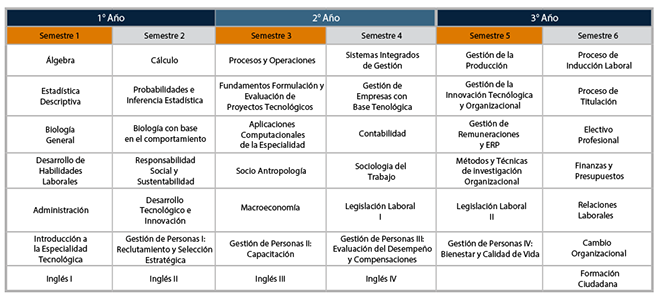 1° Año 2° Año 3° Año
Semestre 1 Semestre 2 Semestre 3 Semestre 4 Semestre 5 Semestre 6
Álgebra
Cálculo
Procesos y Operaciones
Sistemas Integrados
de Gestión
Gestión de la
Producción
Proceso de
Inducción Laboral
Estadística
Descriptiva
Probabilidades e
Inferencia Estadística
Fundamentos Formulación y
Evaluación de
Proyectos Tecnológicos
Gestión de
Empresas con
Base Tenológica
Gestión de la
Innovación Tecnólogica
y Organizacional
Proceso de
Titulación
Biología
General
Biología con base
en el comportamiento
Aplicaciones
Computacionales
de la Especialidad
Contabilidad
Gestión de
Remuneraciones
y ERP
Electivo
Profesional
Desarrollo de
Habilidades
Laborales
Responsabilidad
Social y
Sustentabilidad
Socio Antropología
Sociologia del
Trabajo
Métodos y Técnicas
de investigación
Organizacional
Finanzas y
Presupuestos
Administración
Desarrollo
Tecnológico e
Innovación
Macroeconomía
Legislación Laboral
I
Legislación Laboral
II
Relaciones
Laborales
Introducción a
la Especialidad
Tecnológica
Gestión de Personas I:
Reclutamiento y Selección
Estratégica
Gestión de Personas II:
Capacitación
Gestión de Personas III:
Evaluación del Desempeño
y Compensaciones
Gestión de Personas IV:
Bienestar y Calidad de Vida
Cambio
Organizacional
Inglés I
Inglés II
Inglés III
Inglés IV
Formación
Ciudadana